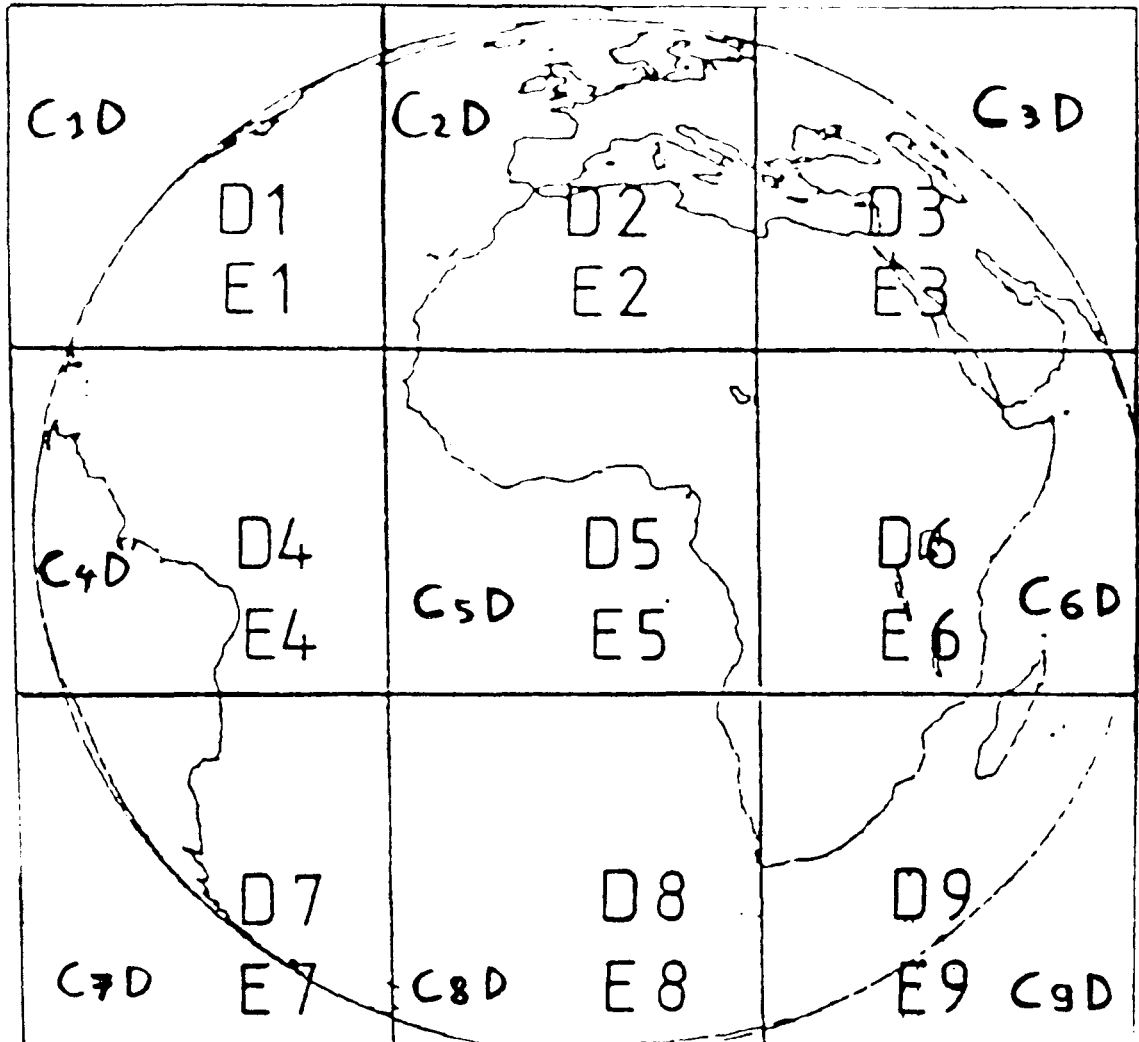 C1D C2D C3D
D1 D2 D3
E1 E2 E3
D4 D5 D6
C4D C5D C6D
E4 E5 E6
D7 D8 D9
C7D E7 C8D E8 E9 C9D